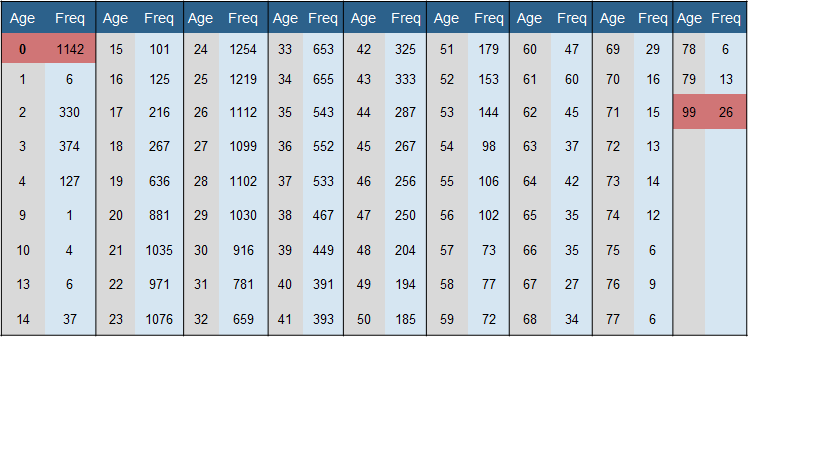 Age Freq Age Freq Age Freq Age Freq Age Freq Age Freq Age Freq Age Freq Age Freq
0 1142 15 101 24 1254 33 653 42 325 51 179 60 47 69 29 78 6
1 6 16 125 25 1219 34 655 43 333 52 153 61 60 70 16 79 13
2 330 17 216 26 1112 35 543 44 287 53 144 62 45 71 15 99 26
3 374 18 267 27 1099 36 552 45 267 54 98 63 37 72 13
4 127 19 636 28 1102 37 533 46 256 55 106 64 42 73 14
9 1 20 881 29 1030 38 467 47 250 56 102 65 35 74 12
10 4 21 1035 30 916 39 449 48 204 57 73 66 35 75 6
13 6 22 971 31 781 40 391 49 194 58 77 67 27 76 9
14 37 23 1076 32 659 41 393 50 185 59 72 68 34 77 6